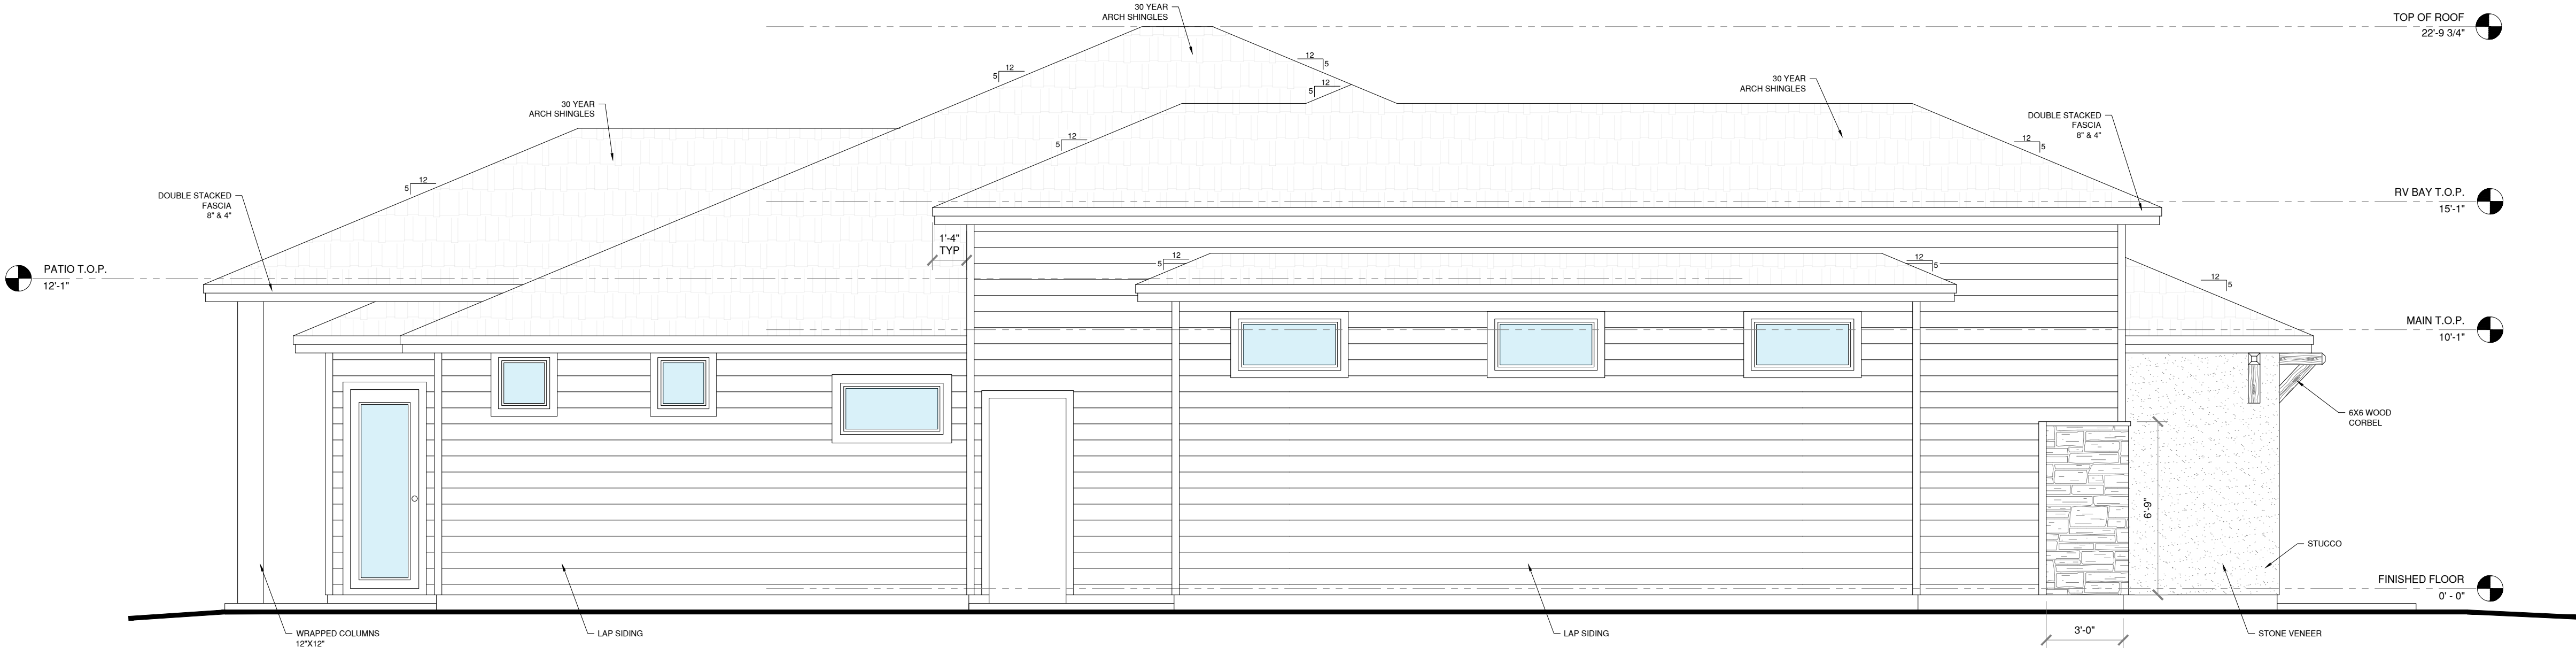 30 YEAR
ARCH SHINGLES
TOP OF ROOF
22'-9 3/4"
12
5
12
5
12
5
30 YEAR
ARCH SHINGLES
30 YEAR
ARCH SHINGLES
DOUBLE STACKED
FASCIA
8" & 4"
12
5
12
5
12
5
DOUBLE STACKED
FASCIA
8" & 4"
RV BAY T.O.P.
15'-1"
1'-4"
TYP
12
5
12
5
PATIO T.O.P.
12'-1"
12
5
MAIN T.O.P.
10'-1"
6X6 WOOD
CORBEL
6'-9"
STUCCO
FINISHED FLOOR
0' - 0"
WRAPPED COLUMNS
12"X12"
LAP SIDING
LAP SIDING
3'-0"
STONE VENEER